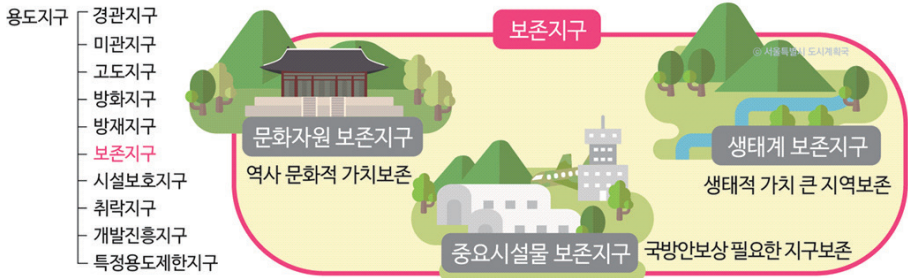 용도지구
경관지구
미관지구
고도지구
방화지구
방재지구
보존지구
시설보호지구
취락지구
개발진흥지구
특정용도제한지구
보존지구
© 서울특별시 도시계획국
문화자원 보존지구
역사 문화적 가치보존
생태계 보존지구
생태적 가치 큰 지역보존
중요시설물 보존지구
국방안보상 필요한 지구보존